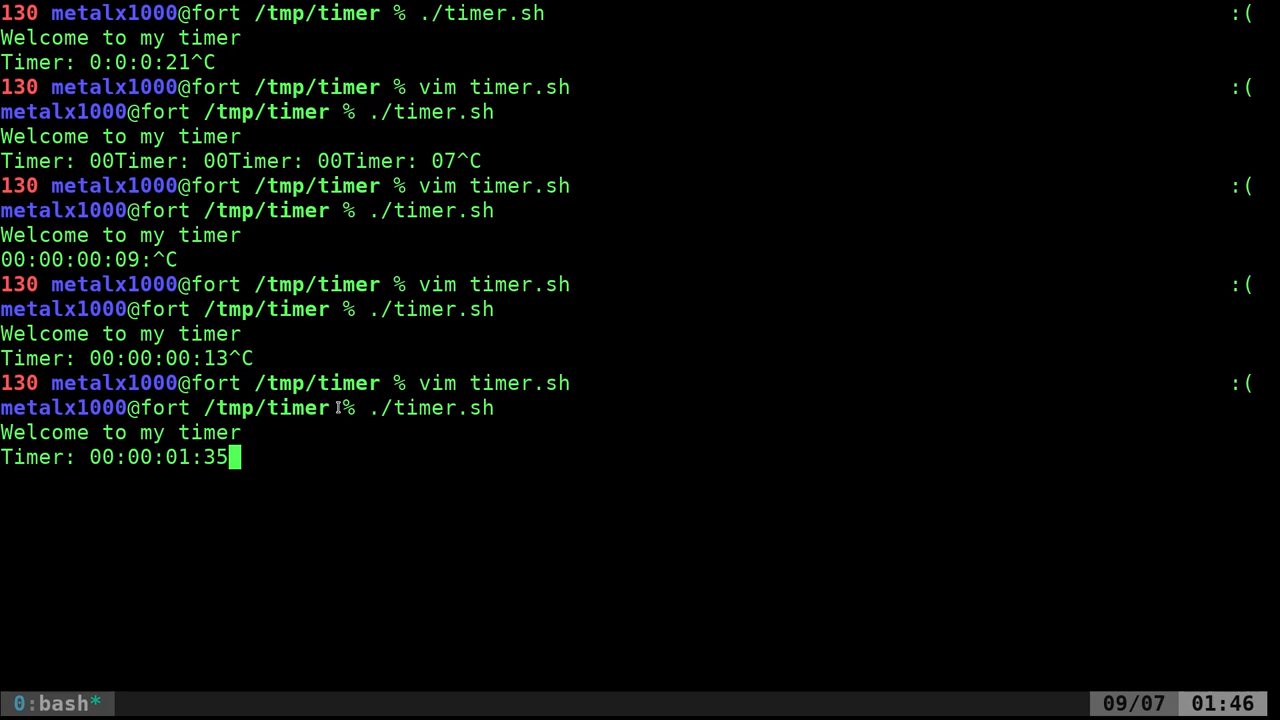 130 metalx1000@fort /tmp/timer % ./timer.sh :(
Welcome to my timer
Timer: 0:0:0:21^C
130 metalx1000@fort /tmp/timer % vim timer.sh :(
metalx1000@fort /tmp/timer % ./timer.sh
Welcome to my timer
Timer: 00Timer: 00Timer: 00Timer: 07^C
130 metalx1000@fort /tmp/timer % vim timer.sh :(
metalx1000@fort /tmp/timer % ./timer.sh
Welcome to my timer
00:00:00:09:^C
130 metalx1000@fort /tmp/timer % vim timer.sh :(
metalx1000@fort /tmp/timer % ./timer.sh
Welcome to my timer
Timer: 00:00:00:13^C
130 metalx1000@fort /tmp/timer % vim timer.sh :(
metalx1000@fort /tmp/timer % ./timer.sh
Welcome to my timer
Timer: 00:00:01:35
0:bash* 09/07 01:46